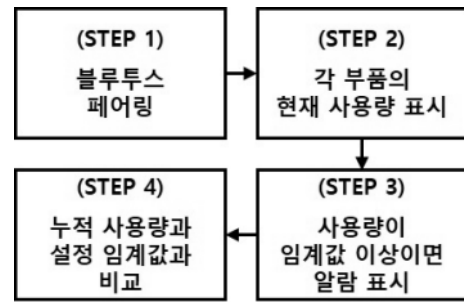 (STEP 1)
블루투스
페어링
(STEP 2)
각 부품의
현재 사용량 표시
(STEP 3)
사용량이
임계값 이상이면
알람 표시
(STEP 4)
누적 사용량과
설정 임계값과
비교